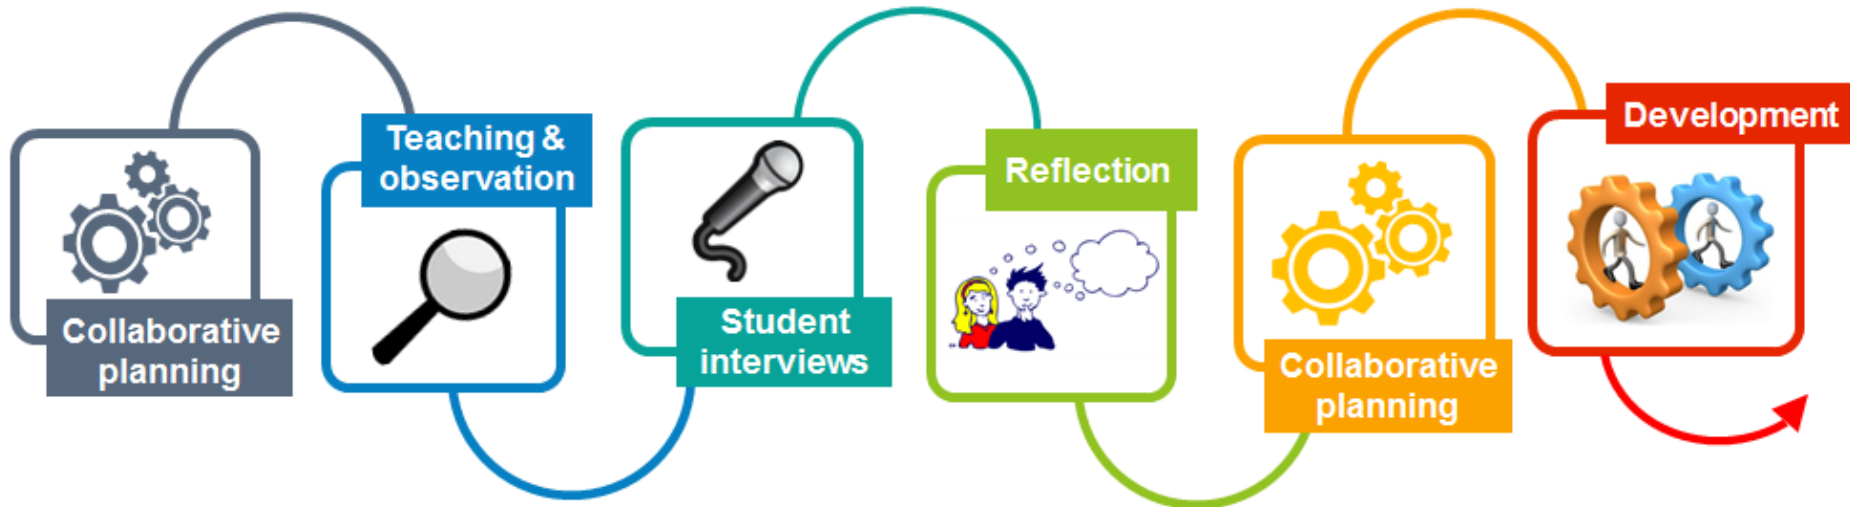 Collaborative
planning
Teaching &
observation
Student
interviews
Reflection
Collaborative
planning
Development